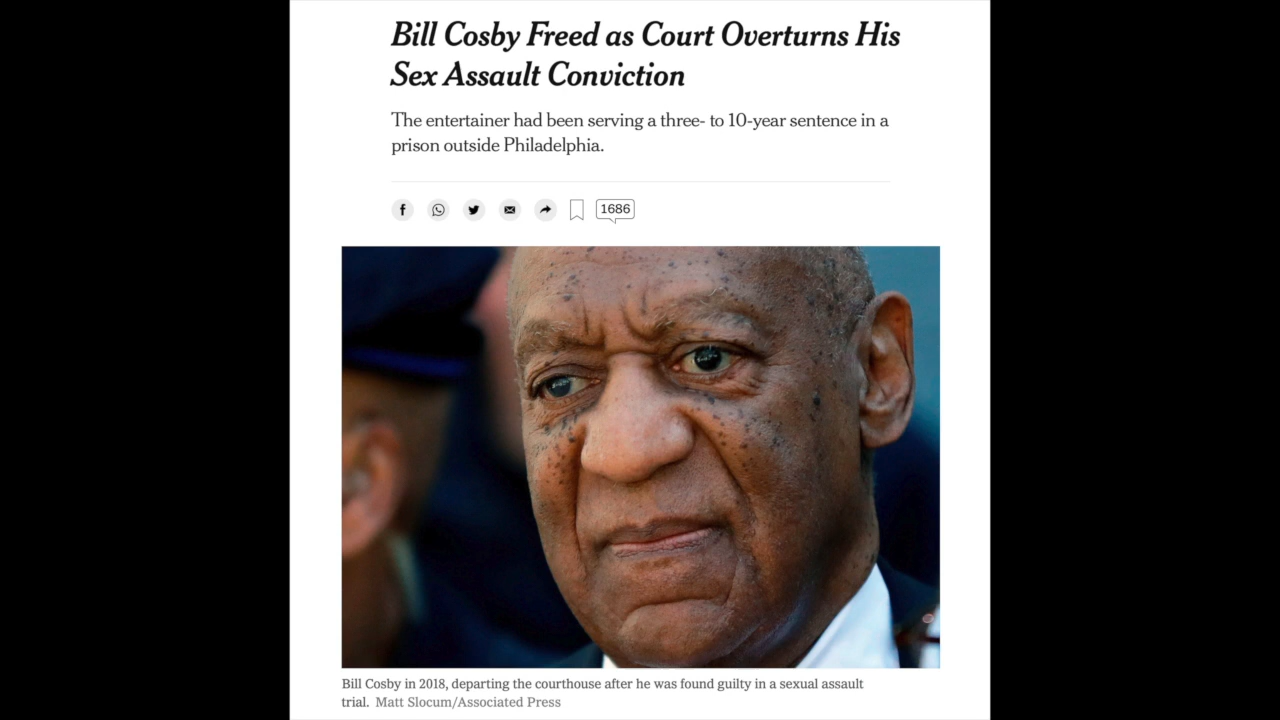 Bill Cosby Freed as Court Overturns His
Sex Assault Conviction
The entertainer had been serving a three- to 10-year sentence in a
prison outside Philadelphia.
1686
Bill Cosby in 2018, departing the courthouse after he was found guilty in a sexual assault
trial. Matt Slocum/Associated Press